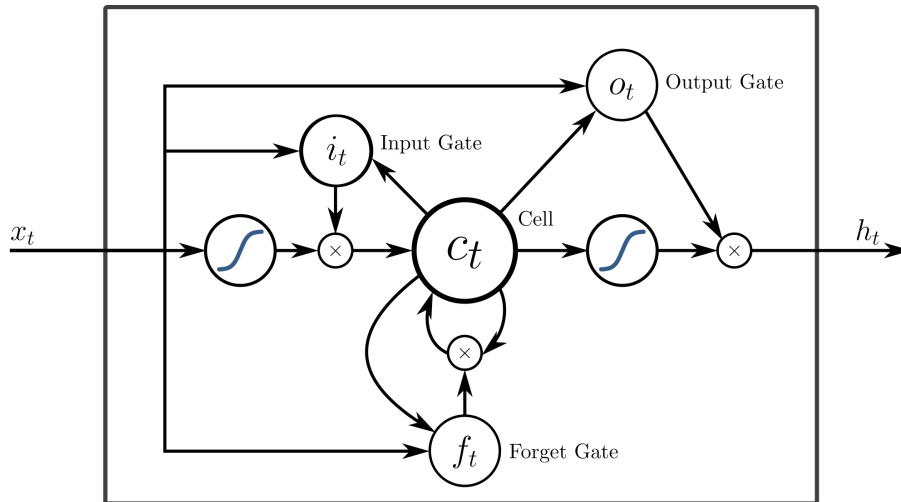 o_t
Output Gate
i_t
Input Gate
Cell
x_t
×
c_t
×
h_t
×
f_t
Forget Gate